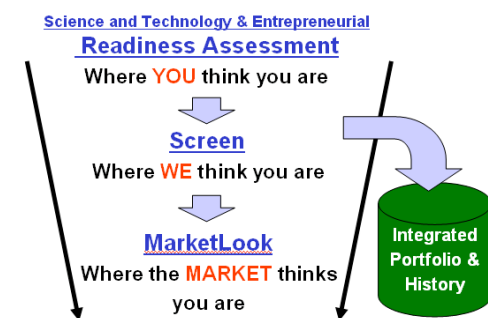 Science and Technology & Entrepreneurial
Readiness Assessment
Where YOU think you are
Screen
Where WE think you are
MarketLook
Where the MARKET thinks
you are
Integrated
Portfolio &
History